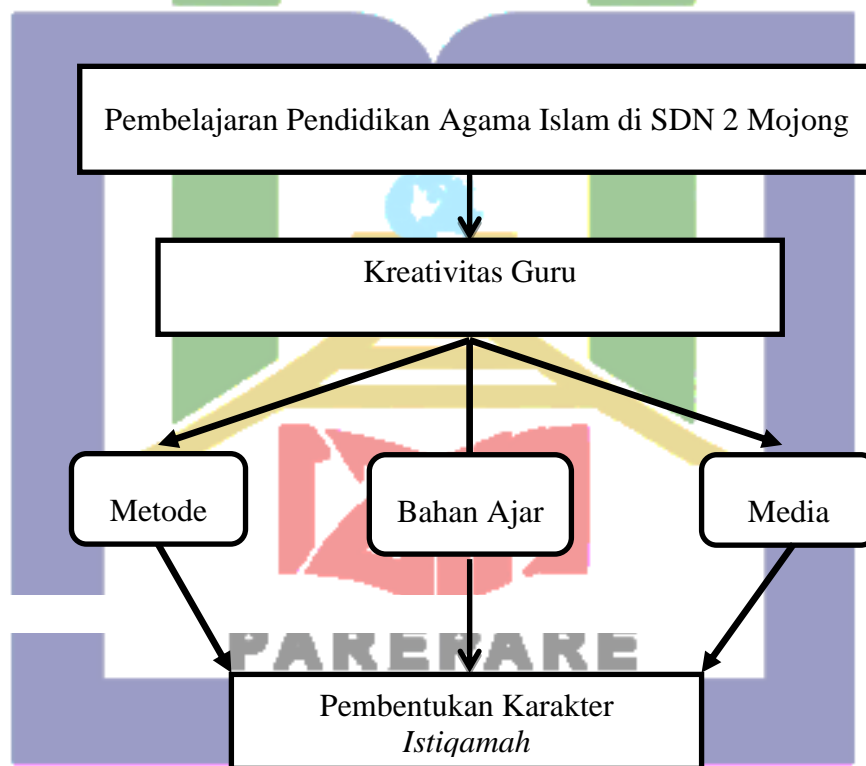 Pembelajaran Pendidikan Agama Islam di SDN 2 Mojong
Kreativitas Guru
Metode
Bahan Ajar
Media
PAREPARE
Pembentukan Karakter
Istiqamah